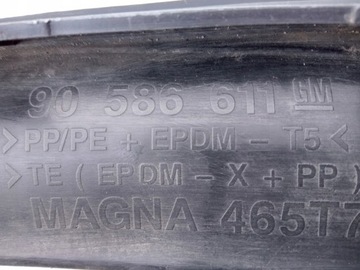 90 586 611 GM
>PP/PE + EPDM - T5<
>TE (EPDM - X + PP)
MAGNA 465T7